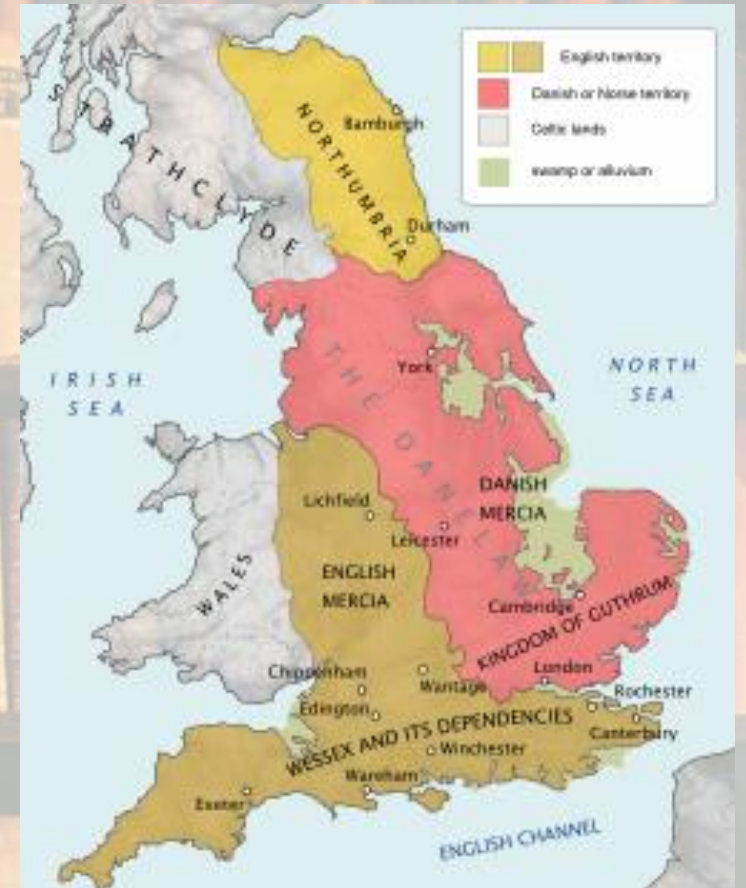 English territory
Danish or Norse territory
Celtic lands
swamp or alluvium
STRATHCLYDE
NORTHUMBRIA
Bamburgh
Durham
IRISH
SEA
NORTH
SEA
York
THE DANELAW
DANISH
MERCIA
Lichfield
Leicester
ENGLISH
MERCIA
WALES
Cambridge
KINGDOM OF GUTHRUM
Chippenham
Wantage
London
Rochester
Edington
Canterbury
WESSEX AND ITS DEPENDENCIES
Winchester
Wareham
Exeter
ENGLISH CHANNEL